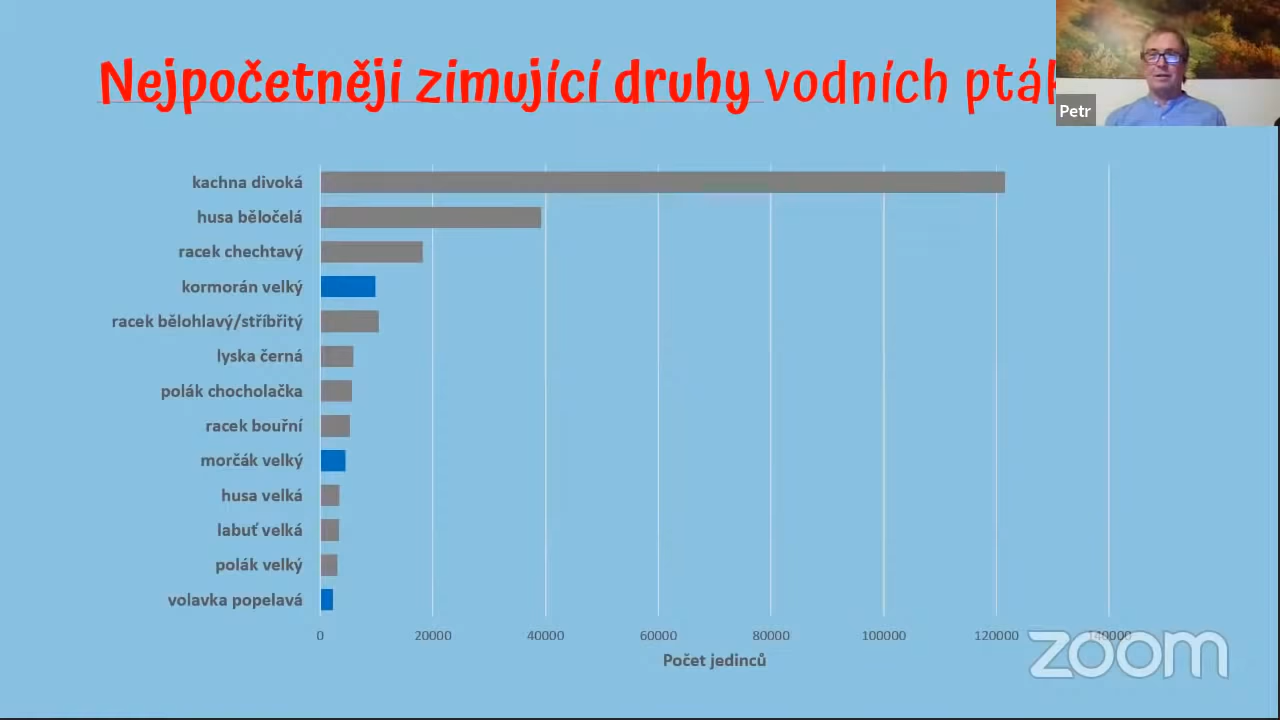 Nejpočetněji zimující druhy vodních pták
Petr
kachna divoká
husa běločelá
racek chechtavý
kormorán velký
racek bělohlavý/stříbřitý
lyska černá
polák chocholačka
racek bouřní
morčák velký
husa velká
labuť velká
polák velký
volavka popelavá
0 20000 40000 60000 80000 100000 120000 140000
Počet jedinců
zoom